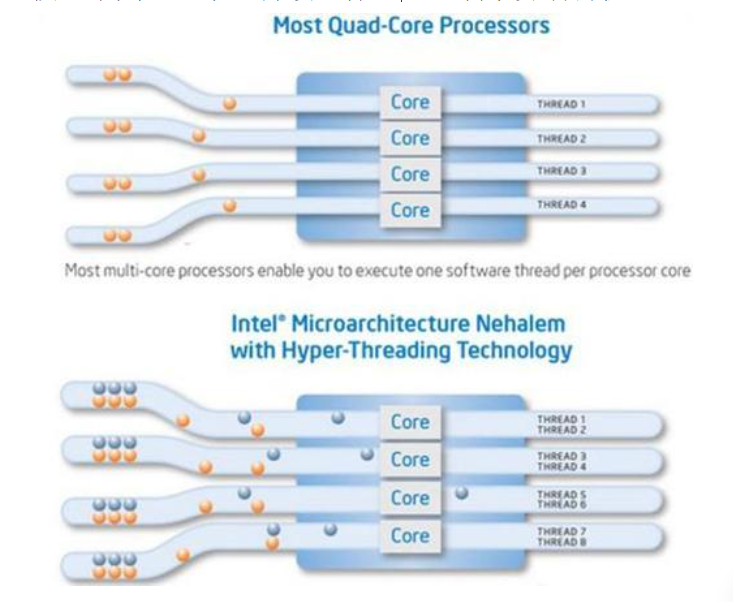 Most Quad-Core Processors
Core
THREAD 1
Core
THREAD 2
Core
THREAD 3
Core
THREAD 4
Most multi-core processors enable you to execute one software thread per processor core
Intel® Microarchitecture Nehalem
with Hyper-Threading Technology
Core
THREAD 1
THREAD 2
Core
THREAD 3
THREAD 4
Core
THREAD 5
THREAD 6
Core
THREAD 7
THREAD 8